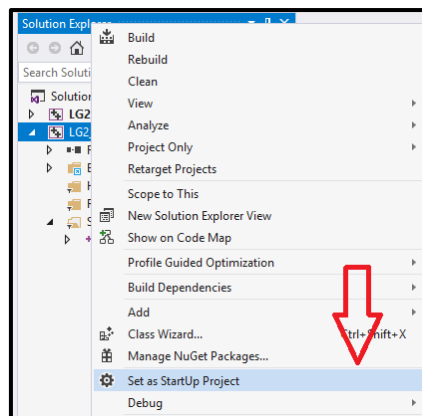 Solution Explorer
Search Soluti
Solution
LG2
LG2_
Build
Rebuild
Clean
View
Analyze
Project Only
Retarget Projects
Scope to This
New Solution Explorer View
Show on Code Map
Profile Guided Optimization
Build Dependencies
Add
Class Wizard... Ctrl+Shift+X
Manage NuGet Packages...
Set as StartUp Project
Debug